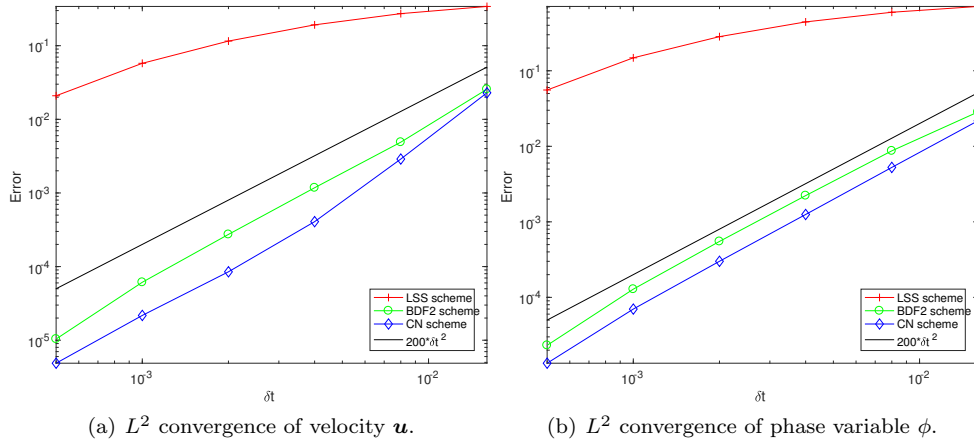 10^-1
10^-2
10^-3
10^-4
10^-5
Error
10^-3
10^-2
δt
LSS scheme
BDF2 scheme
CN scheme
200*δt^2
(a) L^2 convergence of velocity u.
10^-1
10^-2
10^-3
10^-4
Error
10^-3
10^-2
δt
LSS scheme
BDF2 scheme
CN scheme
200*δt^2
(b) L^2 convergence of phase variable ϕ.